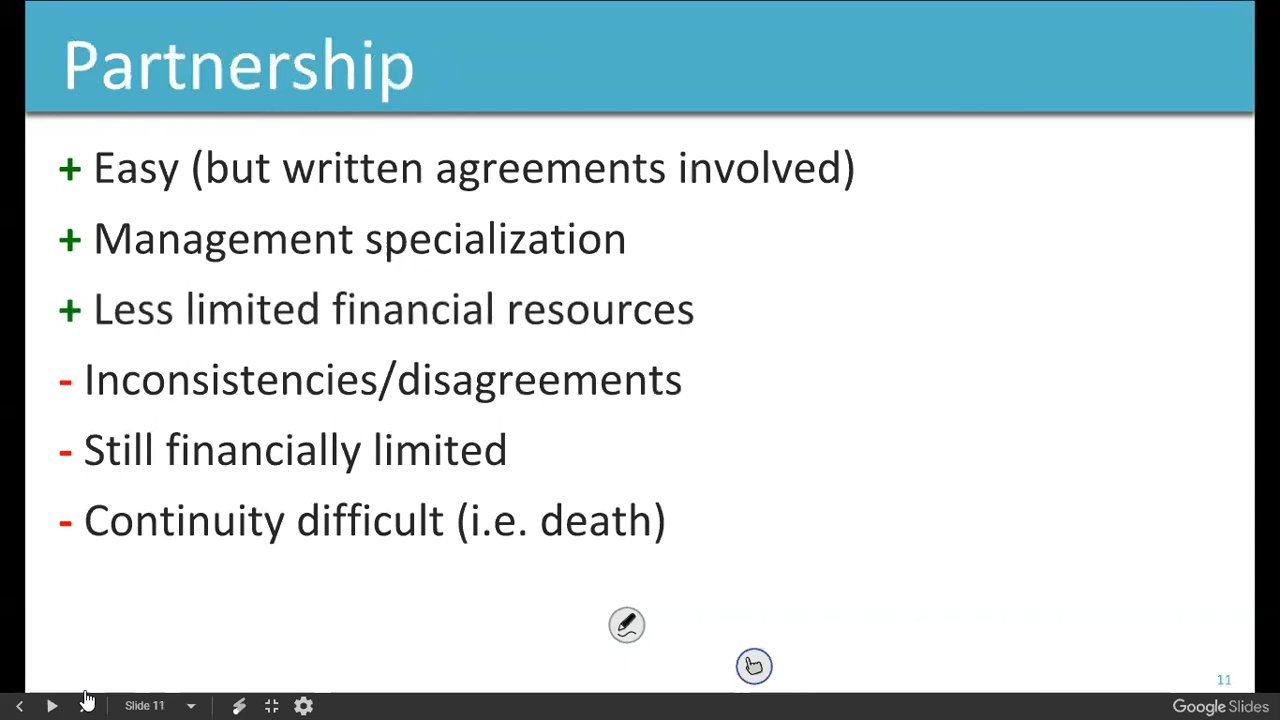 Partnership
+ Easy (but written agreements involved)
+ Management specialization
+ Less limited financial resources
- Inconsistencies/disagreements
- Still financially limited
- Continuity difficult (i.e. death)
11
Slide 11
Google Slides